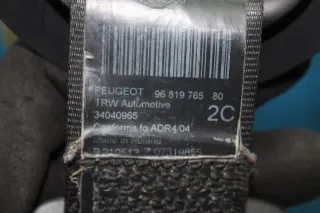 PEUGEOT 96 819 765 80
TRW Automotive
34040965 2C
Conforms to ADR4/04
Made in Poland